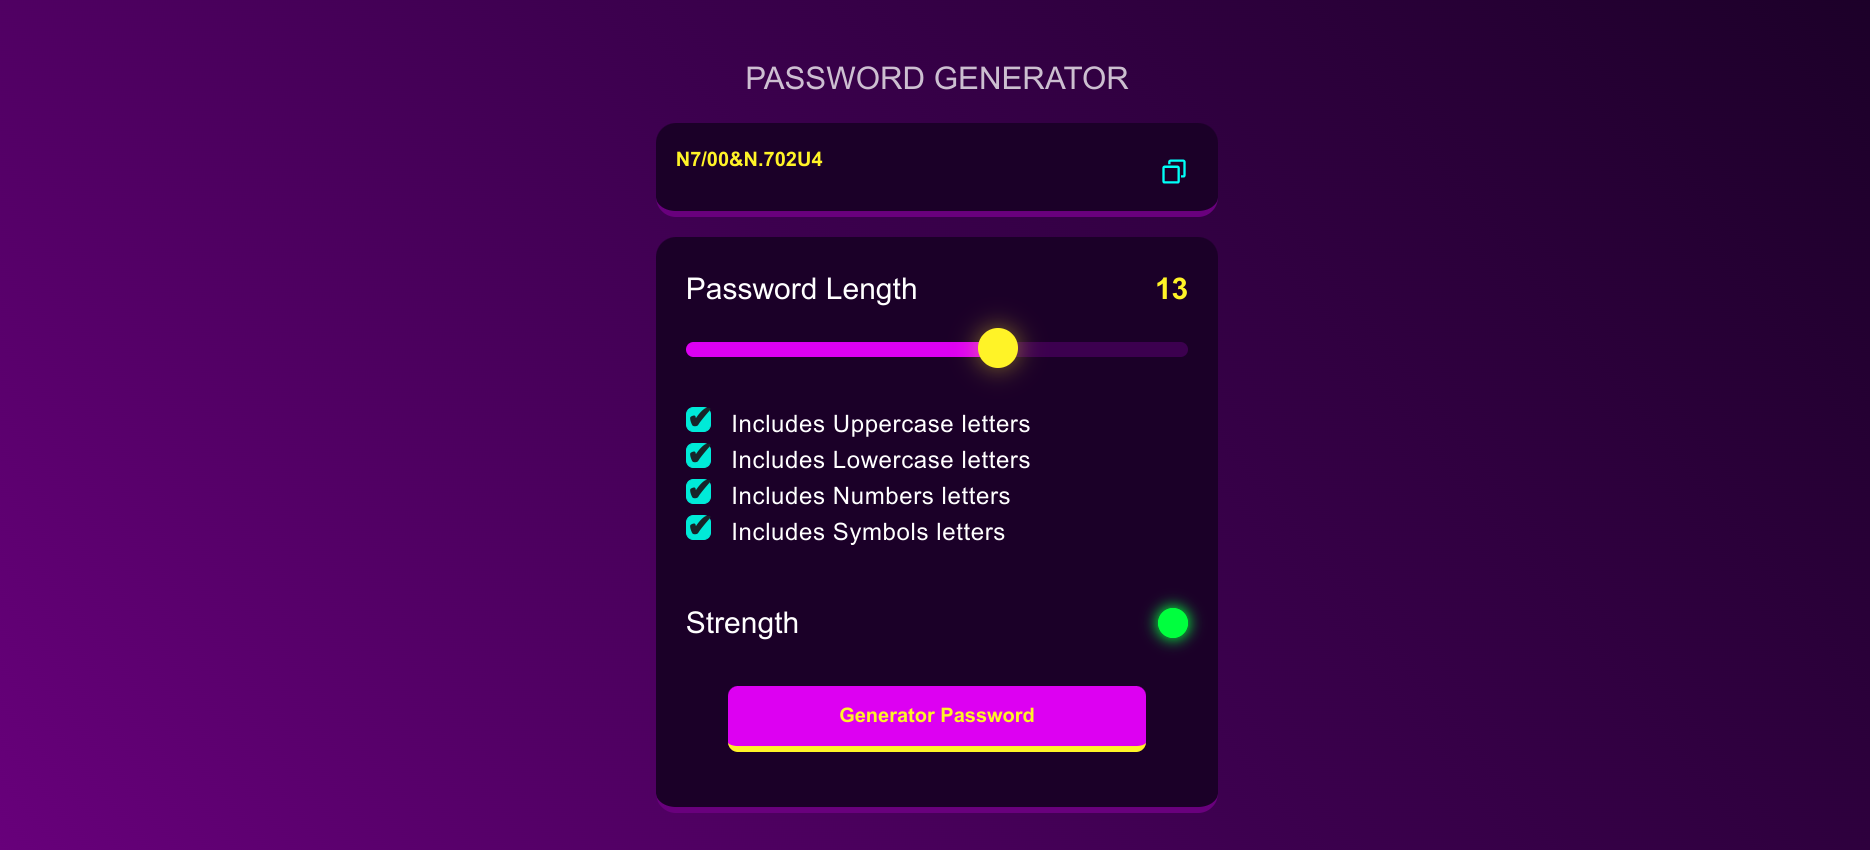 PASSWORD GENERATOR
N7/00&N.702U4
Password Length
13
Includes Uppercase letters
Includes Lowercase letters
Includes Numbers letters
Includes Symbols letters
Strength
Generator Password